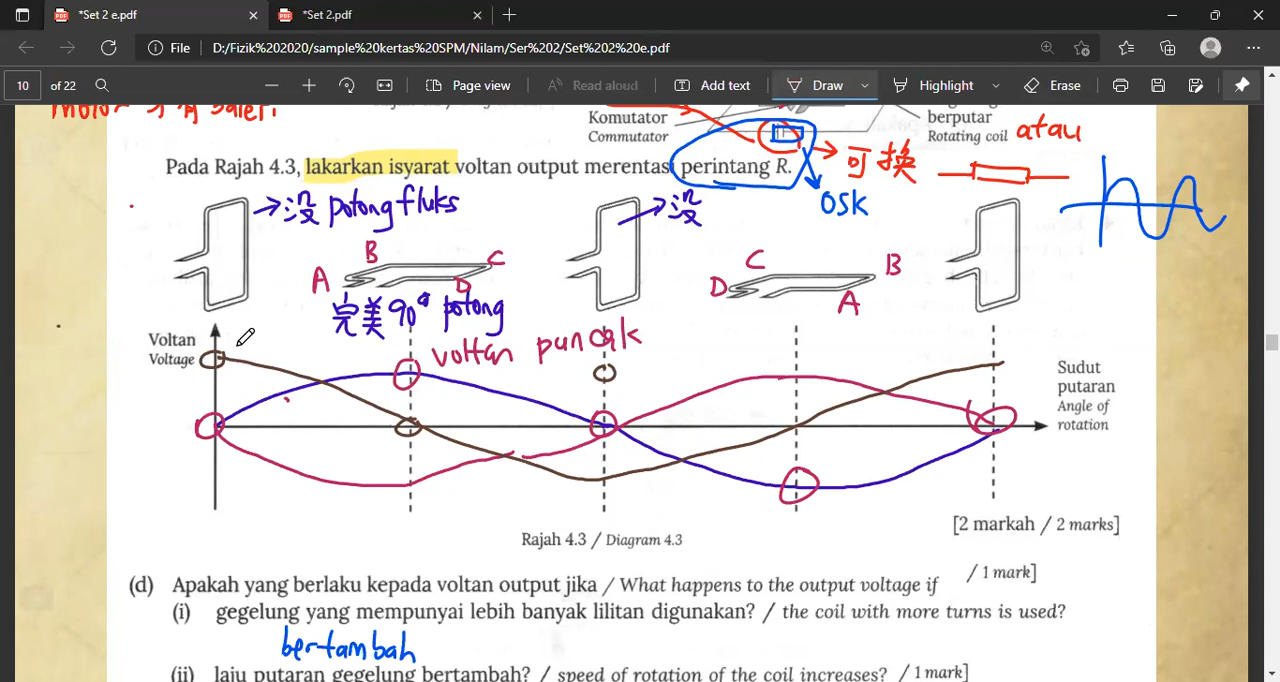 *Set 2 e.pdf
*Set 2.pdf
File D:/Fizik%202020/sample%20kertas%20SPM/Nilam/Ser%202/Set%202%20e.pdf
10 of 22 Page view Read aloud Add text Draw Highlight Erase
Komutator
Commutator
berputar
Rotating coil
atau
Pada Rajah 4.3, lakarkan isyarat voltan output merentasi perintang R.
可换
OSK
没 potong fluks
没
A B C D
D C B A
完美 90° potong
voltan puncak
Voltan
Voltage
Sudut
putaran
Angle of
rotation
[2 markah / 2 marks]
Rajah 4.3 / Diagram 4.3
/ 1 mark]
(d) Apakah yang berlaku kepada voltan output jika / What happens to the output voltage if
(i) gegelung yang mempunyai lebih banyak lilitan digunakan? / the coil with more turns is used?
bertambah
/ 1 mark]
(ii) laju putaran gegelung bertambah? / speed of rotation of the coil increases?